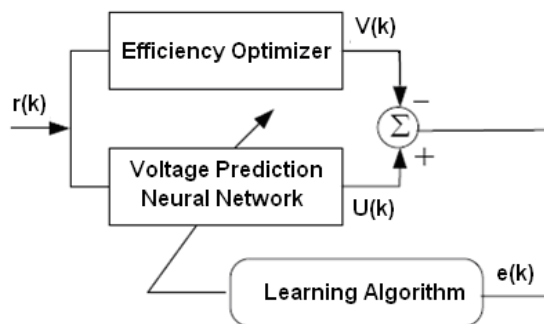 V(k)
Efficiency Optimizer
r(k)
−
Σ
+
Voltage Prediction
Neural Network
U(k)
e(k)
Learning Algorithm